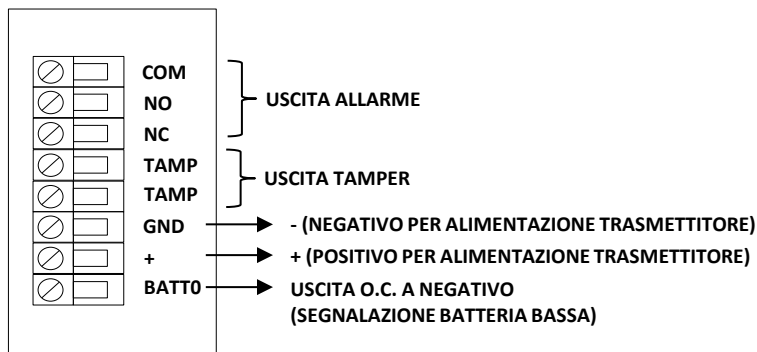 COM
NO
NC
USCITA ALLARME
TAMP
TAMP
USCITA TAMPER
GND
- (NEGATIVO PER ALIMENTAZIONE TRASMETTITORE)
+
+ (POSITIVO PER ALIMENTAZIONE TRASMETTITORE)
BATT0
USCITA O.C. A NEGATIVO
(SEGNALAZIONE BATTERIA BASSA)